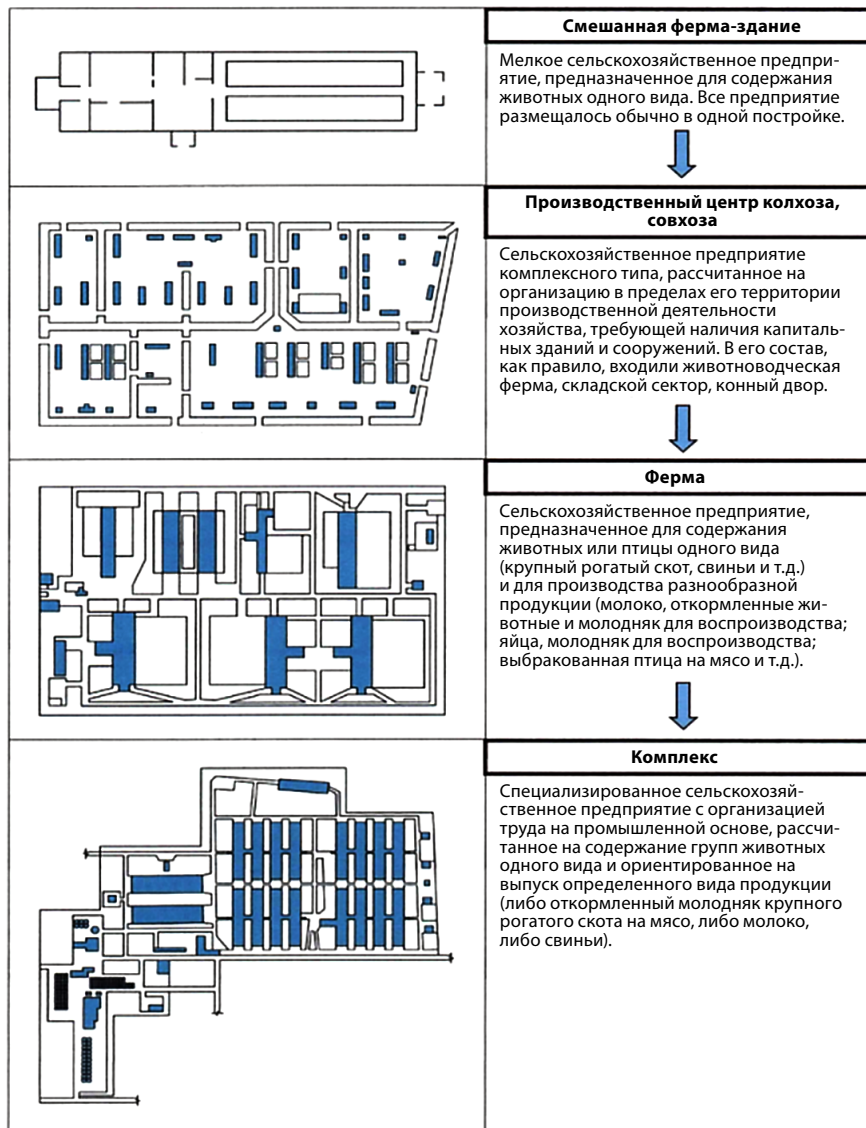 Смешанная ферма-здание
Мелкое сельскохозяйственное предпри-
ятие, предназначенное для содержания
животных одного вида. Все предприятие
размещалось обычно в одной постройке.
Производственный центр колхоза,
совхоза
Сельскохозяйственное предприятие
комплексного типа, рассчитанное на
организацию в пределах его территории
производственной деятельности
хозяйства, требующей наличия капиталь-
ных зданий и сооружений. В его состав,
как правило, входили животноводческая
ферма, складской сектор, конный двор.
Ферма
Сельскохозяйственное предприятие,
предназначенное для содержания
животных или птицы одного вида
(крупный рогатый скот, свиньи и т.д.)
и для производства разнообразной
продукции (молоко, откормленные жи-
вотные и молодняк для воспроизводства;
яйца, молодняк для воспроизводства;
выбракованная птица на мясо и т.д.).
Комплекс
Специализированное сельскохозяй-
ственное предприятие с организацией
труда на промышленной основе, рассчи-
танное на содержание групп животных
одного вида и ориентированное на
выпуск определенного вида продукции
(либо откормленный молодняк крупного
рогатого скота на мясо, либо молоко,
либо свиньи).